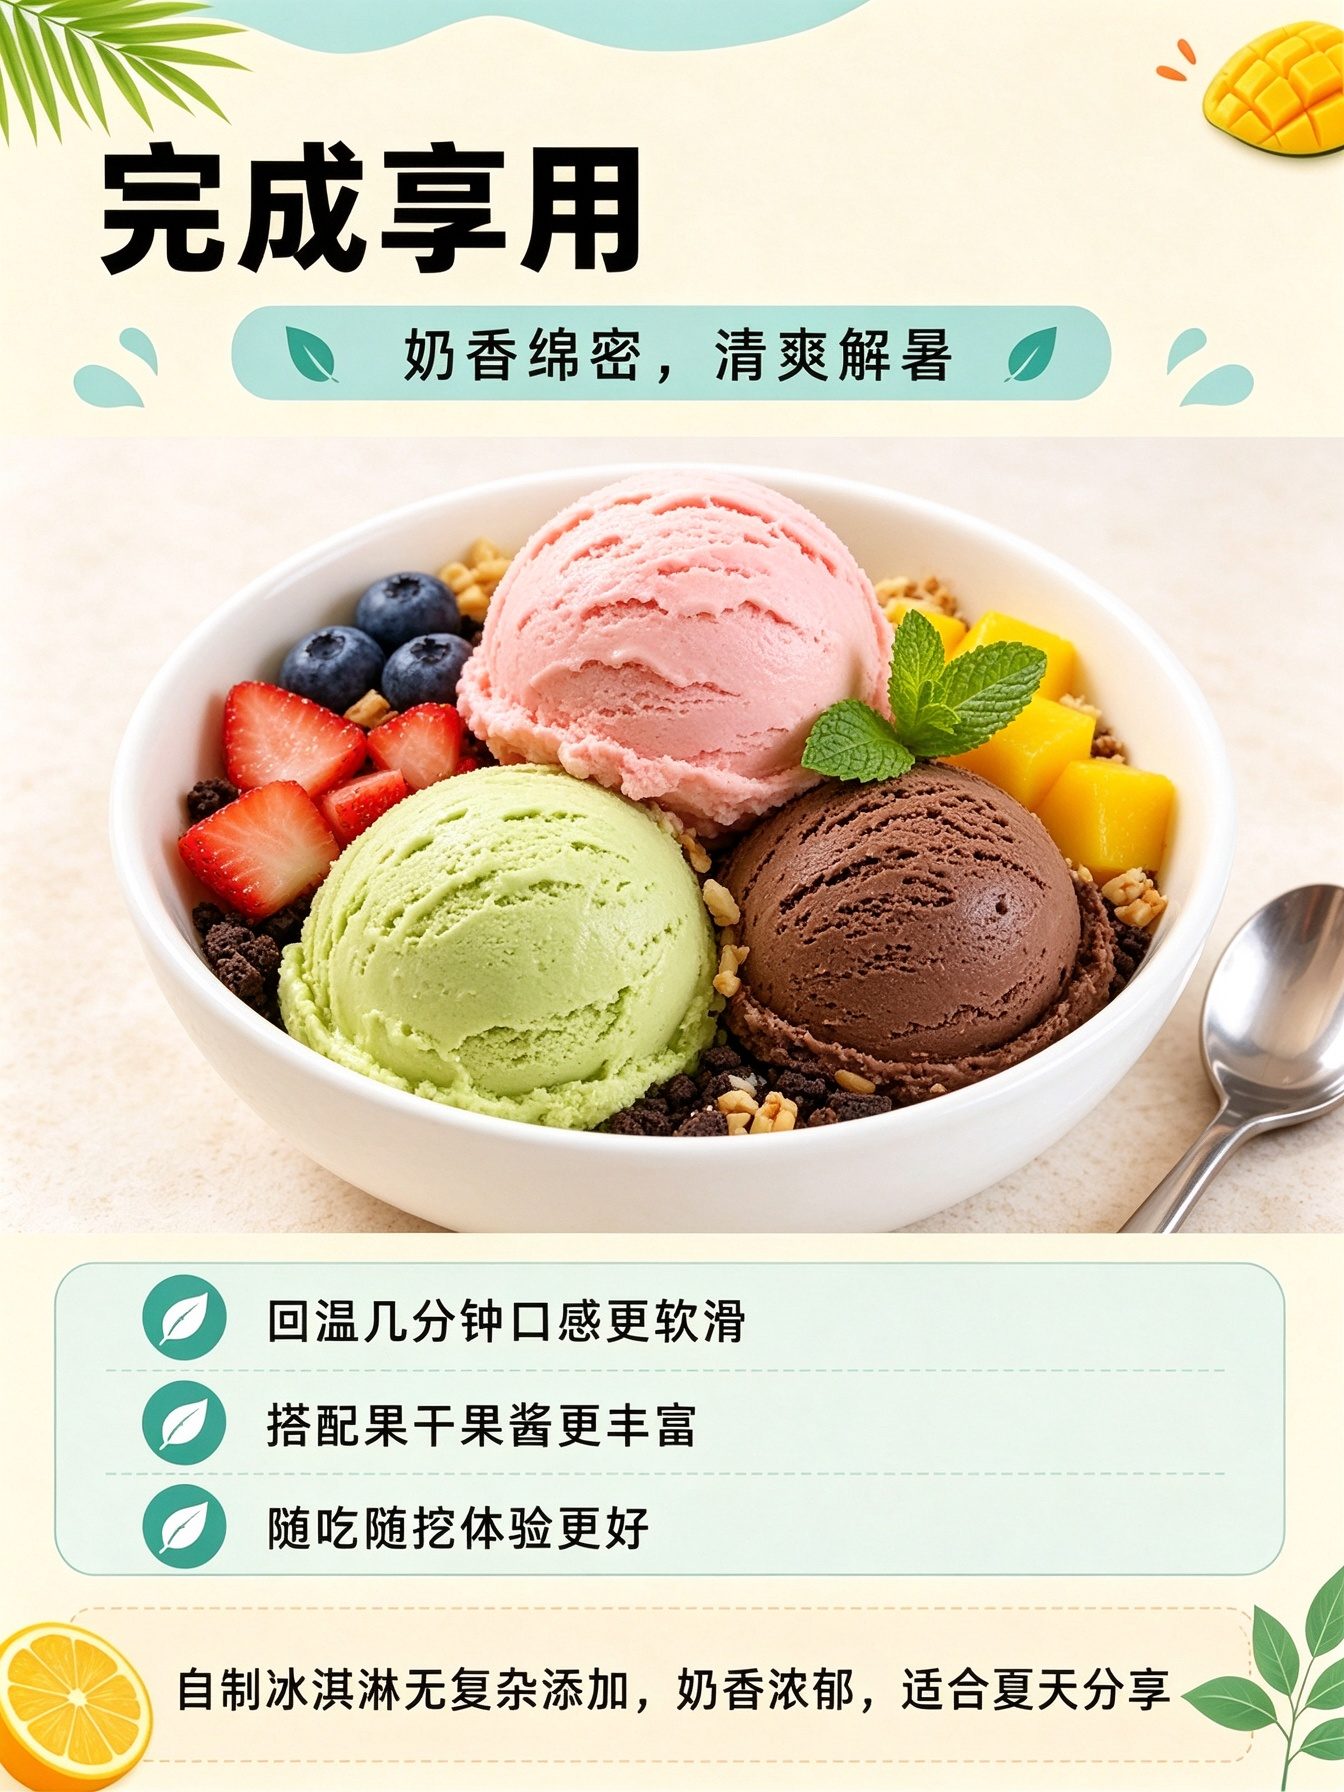 完成享用
奶香绵密，清爽解暑
回温几分钟口感更软滑
搭配果干果酱更丰富
随吃随挖体验更好
自制冰淇淋无复杂添加，奶香浓郁，适合夏天分享